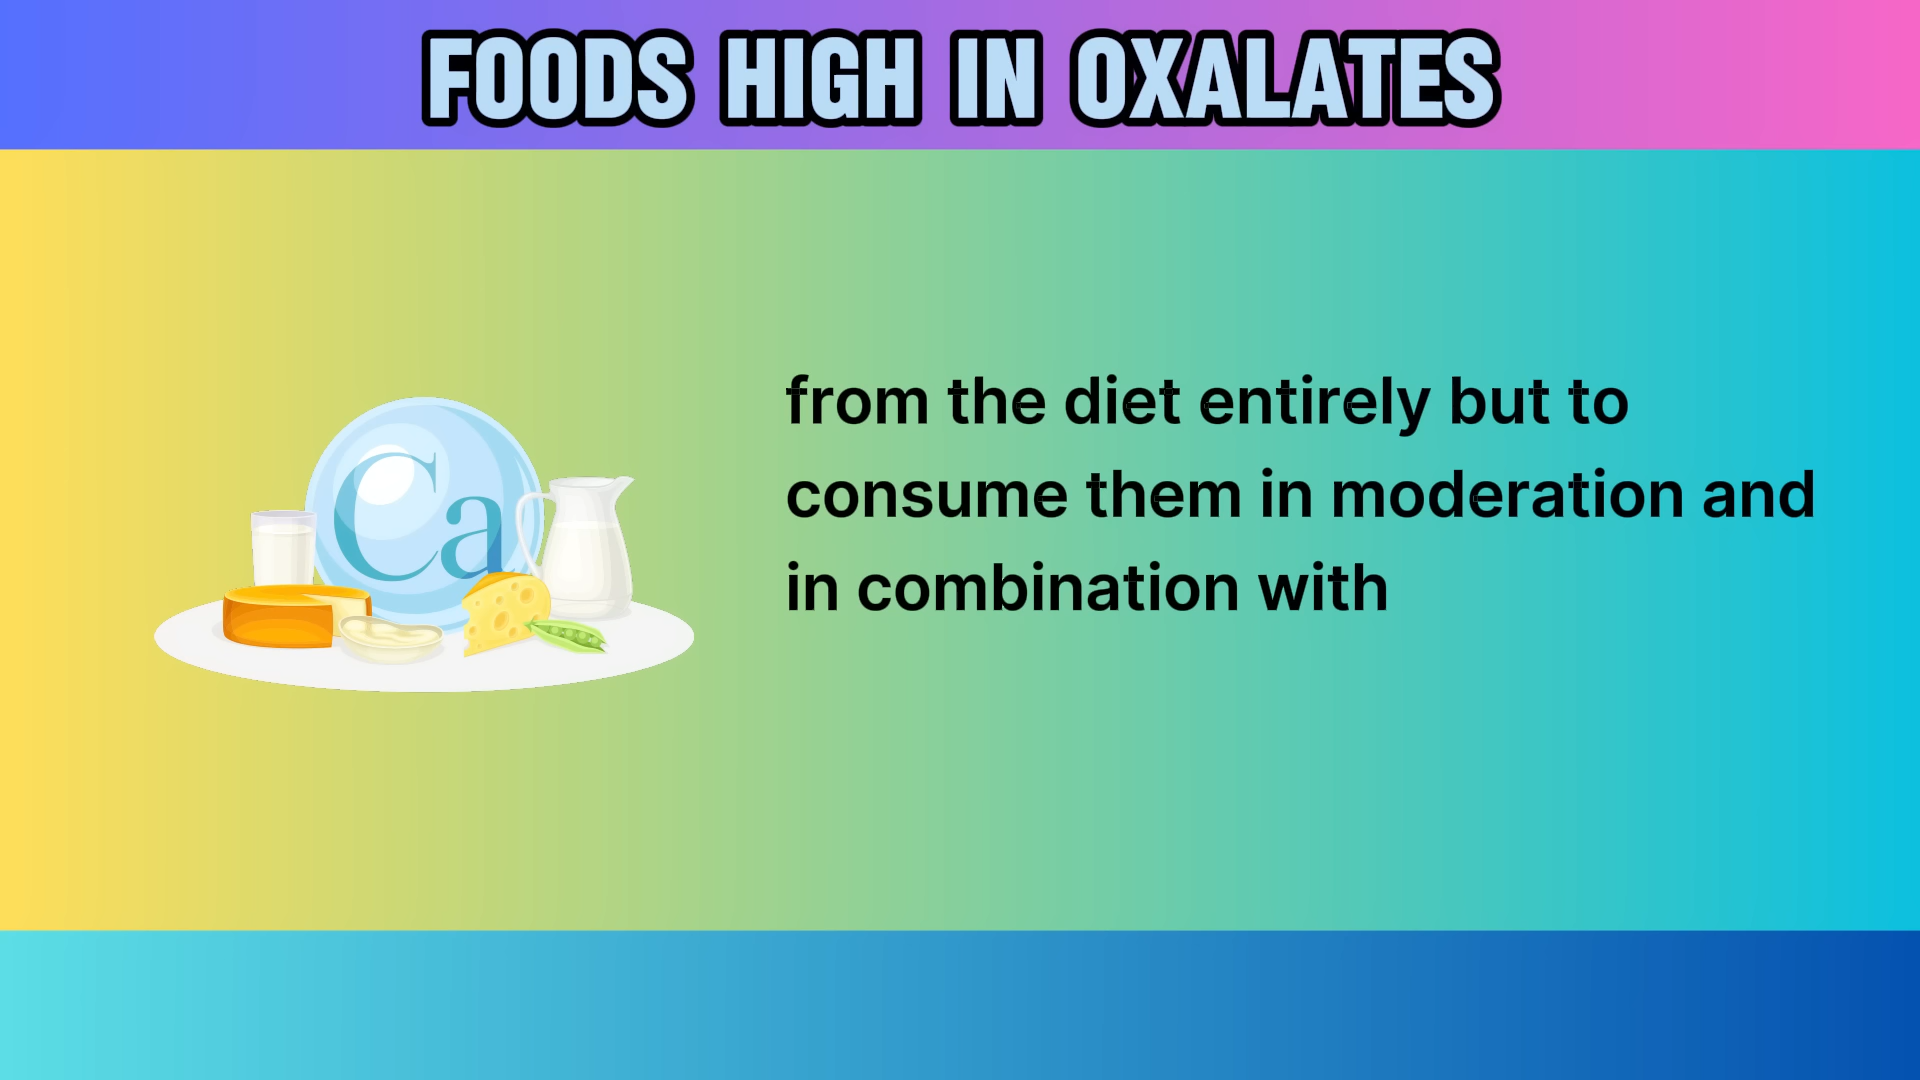 FOODS HIGH IN OXALATES
Ca
from the diet entirely but to
consume them in moderation and
in combination with